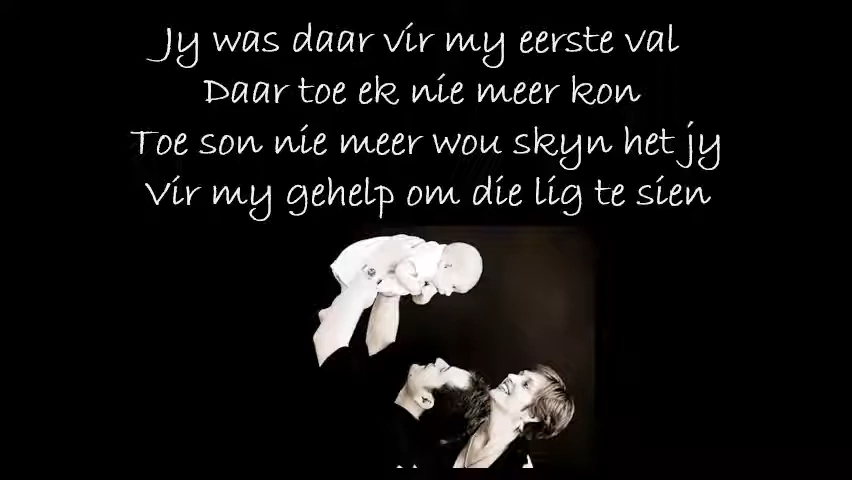 Jy was daar vir my eerste val
Daar toe ek nie meer kon
Toe son nie meer wou skyn het jy
Vir my gehelp om die lig te sien